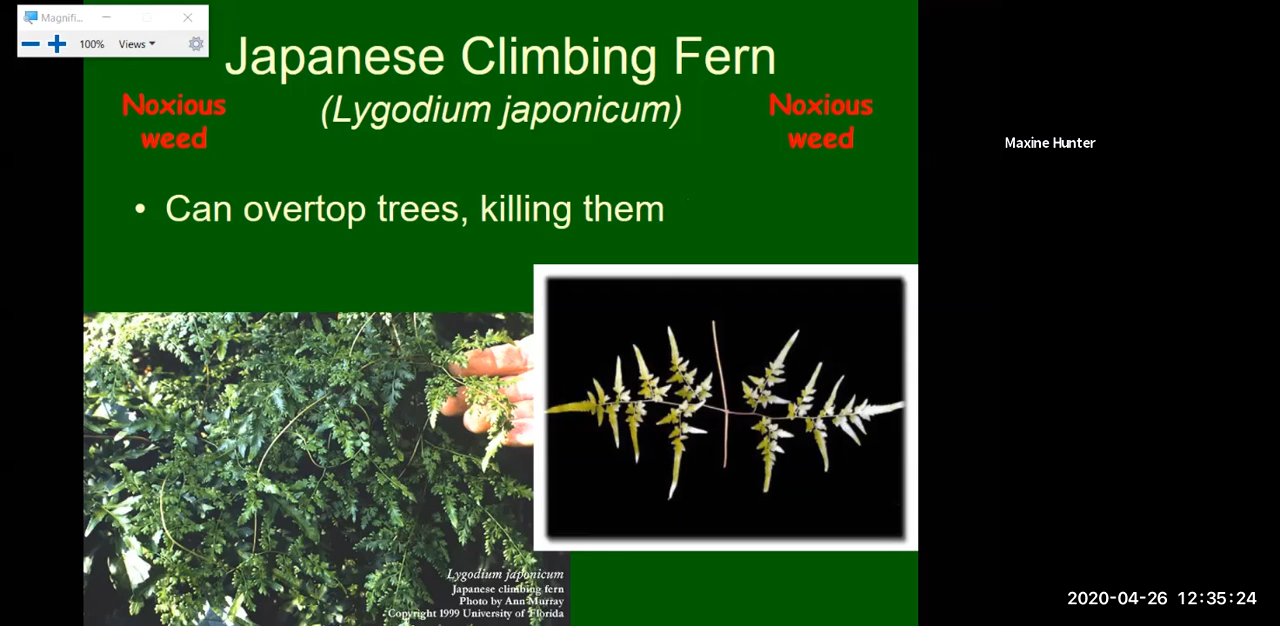 Magnifi...
100% Views
Japanese Climbing Fern
(Lygodium japonicum)
Noxious
weed
Noxious
weed
Maxine Hunter
• Can overtop trees, killing them
Lygodium japonicum
Japanese climbing fern
Photo by Ann Murray
Copyright 1999 University of Florida
2020-04-26 12:35:24